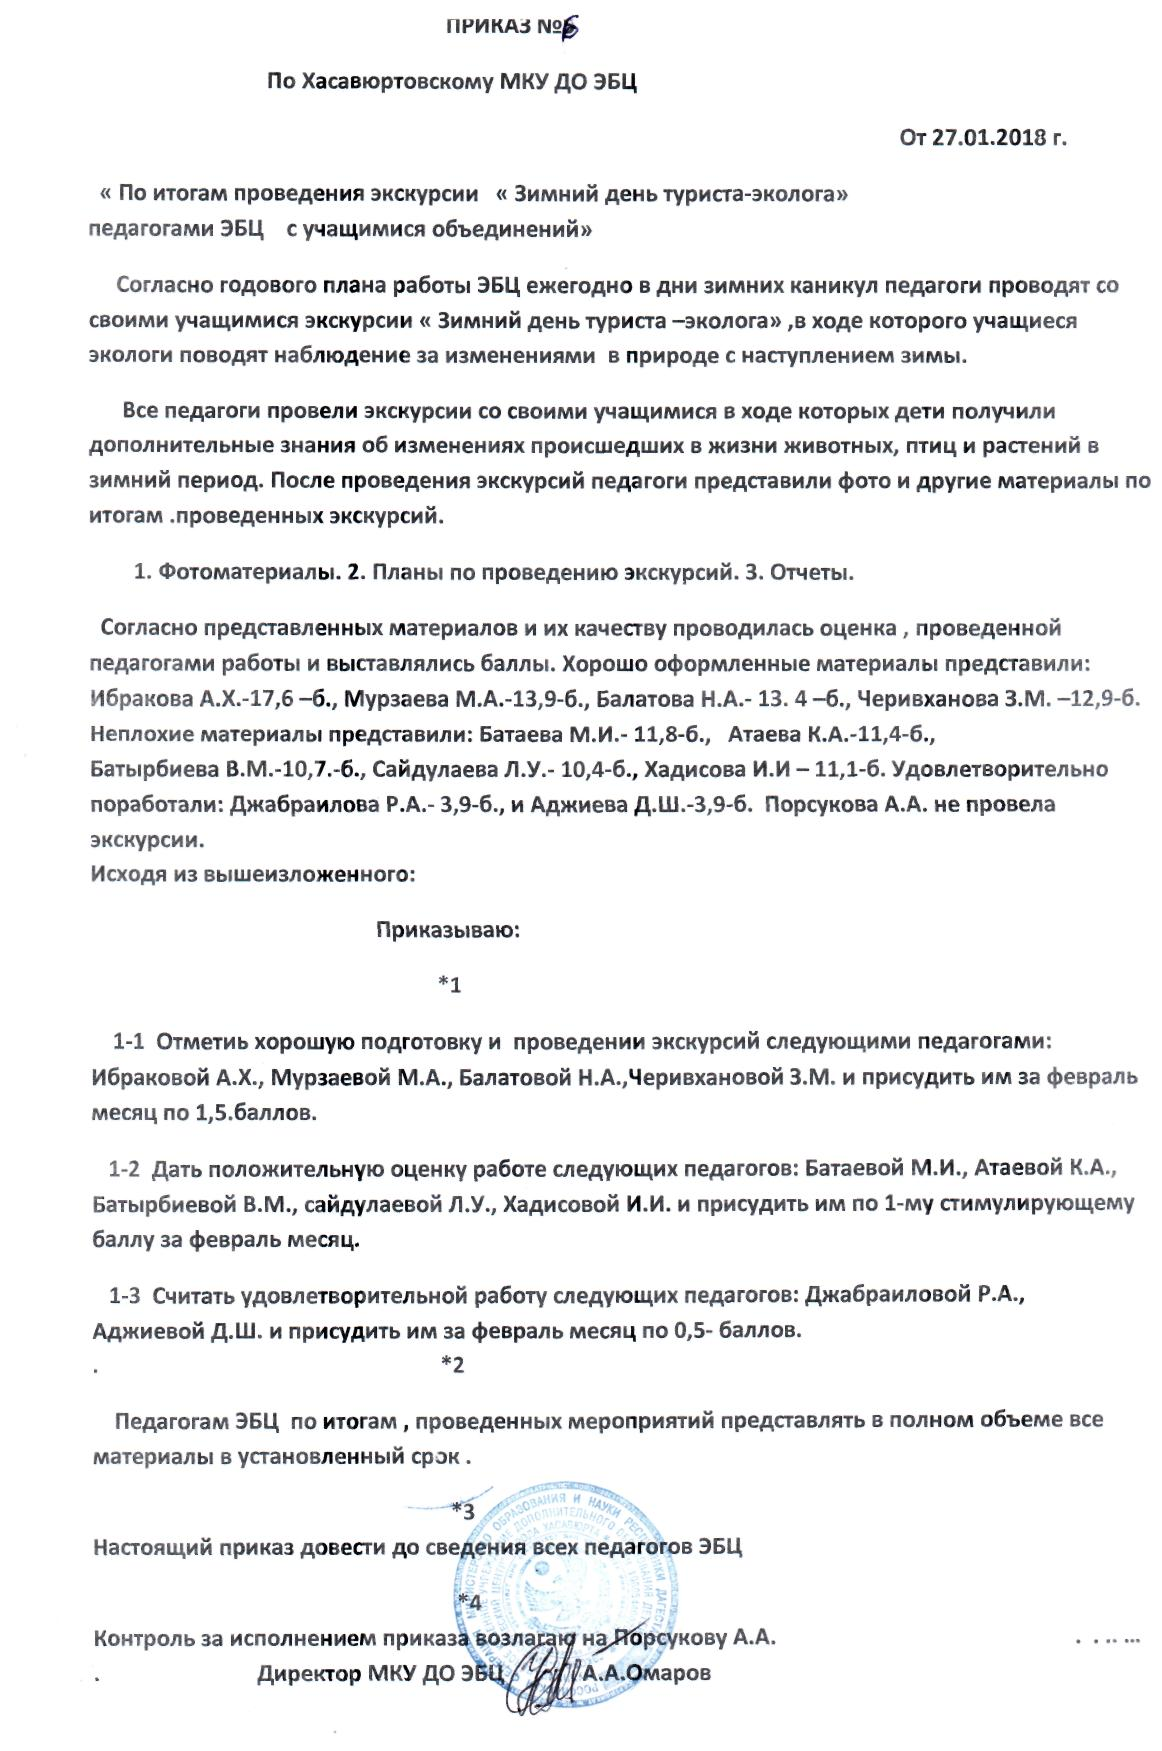 ПРИКАЗ №6
По Хасавюртовскому МКУ ДО ЭБЦ
От 27.01.2018 г.
« По итогам проведения экскурсии « Зимний день туриста-эколога»
педагогами ЭБЦ с учащимися объединений»
Согласно годового плана работы ЭБЦ ежегодно в дни зимних каникул педагоги проводят со
своими учащимися экскурсии « Зимний день туриста –эколога» ,в ходе которого учащиеся
экологи поводят наблюдение за изменениями в природе с наступлением зимы.
Все педагоги провели экскурсии со своими учащимися в ходе которых дети получили
дополнительные знания об изменениях происшедших в жизни животных, птиц и растений в
зимний период. После проведения экскурсий педагоги представили фото и другие материалы по
итогам .проведенных экскурсий.
1. Фотоматериалы. 2. Планы по проведению экскурсий. 3. Отчеты.
Согласно представленных материалов и их качеству проводилась оценка , проведенной
педагогами работы и выставлялись баллы. Хорошо оформленные материалы представили:
Ибракова А.Х.-17,6 –б., Мурзаева М.А.-13,9-б., Балатова Н.А.- 13. 4 –б., Черивханова З.М. –12,9-б.
Неплохие материалы представили: Батаева М.И.- 11,8-б., Атаева К.А.-11,4-б.,
Батырбиева В.М.-10,7.-б., Сайдулаева Л.У.- 10,4-б., Хадисова И.И – 11,1-б. Удовлетворительно
поработали: Джабраилова Р.А.- 3,9-б., и Аджиева Д.Ш.-3,9-б. Порсукова А.А. не провела
экскурсии.
Исходя из вышеизложенного:
Приказываю:
*1
1-1 Отметиь хорошую подготовку и проведении экскурсий следующими педагогами:
Ибраковой А.Х., Мурзаевой М.А., Балатовой Н.А.,Черивхановой З.М. и присудить им за февраль
месяц по 1,5.баллов.
1-2 Дать положительную оценку работе следующих педагогов: Батаевой М.И., Атаевой К.А.,
Батырбиевой В.М., сайдулаевой Л.У., Хадисовой И.И. и присудить им по 1-му стимулирующему
баллу за февраль месяц.
1-3 Считать удовлетворительной работу следующих педагогов: Джабраиловой Р.А.,
Аджиевой Д.Ш. и присудить им за февраль месяц по 0,5- баллов.
. *2
Педагогам ЭБЦ по итогам , проведенных мероприятий представлять в полном объеме все
материалы в установленный срок .
*3
Настоящий приказ довести до сведения всех педагогов ЭБЦ
*4
Контроль за исполнением приказа возлагаю на Порсукову А.А.
. Директор МКУ ДО ЭБЦ А.А.Омаров